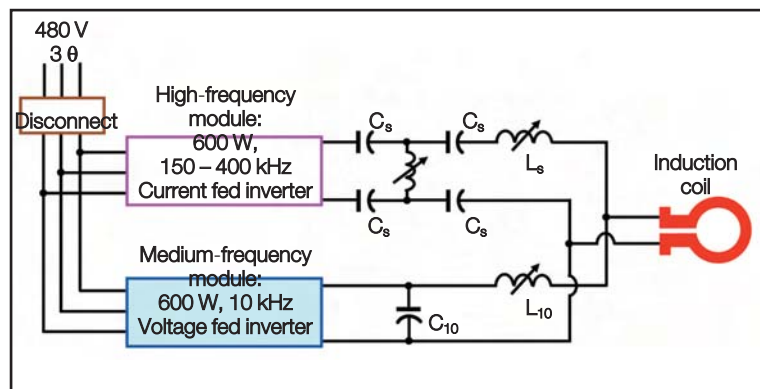 480 V
3 θ
Disconnect
High-frequency
module:
600 W,
150 – 400 kHz
Current fed inverter
Cs
Cs
Ls
Cs
Cs
Induction
coil
Medium-frequency
module:
600 W, 10 kHz
Voltage fed inverter
C10
L10